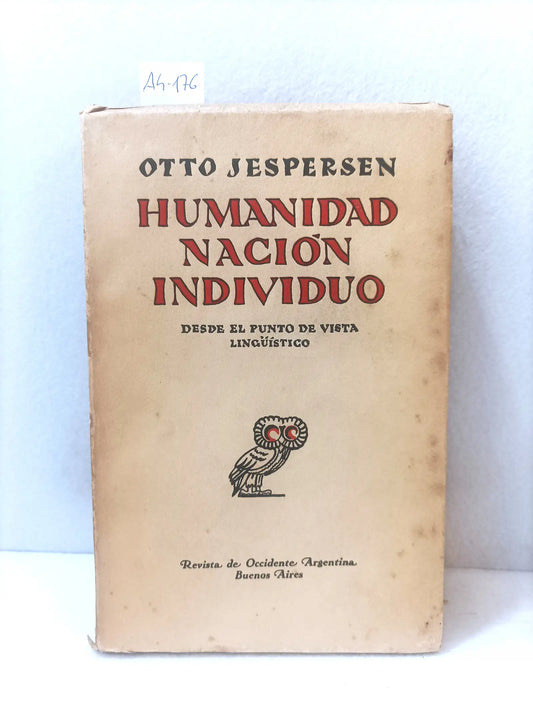 A4-176
OTTO JESPERSEN
HUMANIDAD
NACIÓN
INDIVIDUO
DESDE EL PUNTO DE VISTA
LINGÜÍSTICO
Revista de Occidente Argentina
Buenos Aires